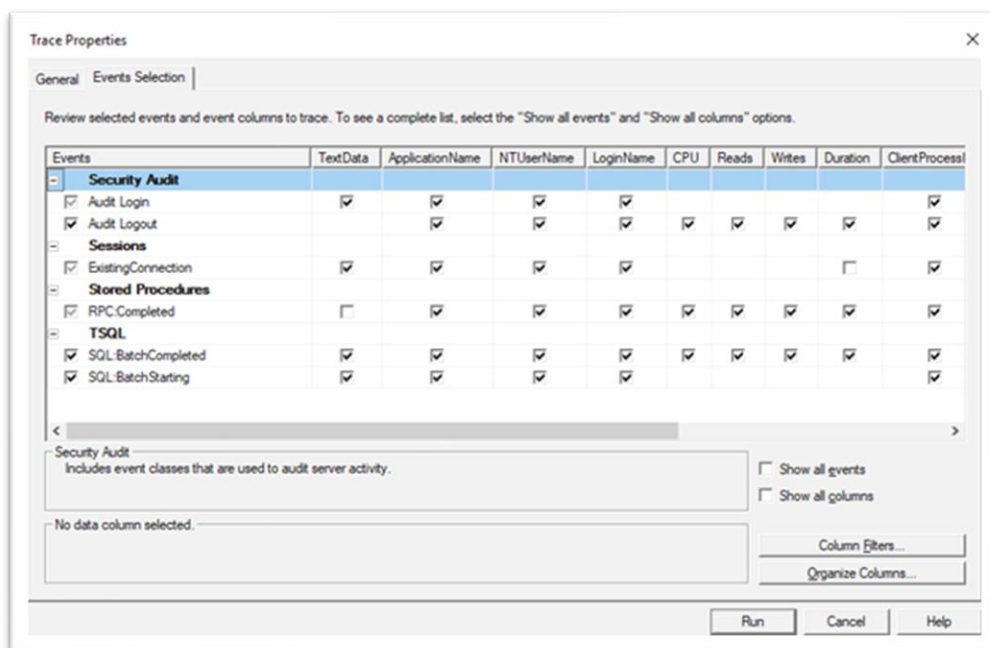 Trace Properties
General Events Selection
Review selected events and event columns to trace. To see a complete list, select the "Show all events" and "Show all columns" options.
Events TextData ApplicationName NTUserName LoginName CPU Reads Writes Duration ClientProcessI
Security Audit
Audit Login
Audit Logout
Sessions
ExistingConnection
Stored Procedures
RPC:Completed
TSQL
SQL:BatchCompleted
SQL:BatchStarting
Security Audit
Includes event classes that are used to audit server activity.
Show all events
Show all columns
No data column selected.
Column Filters...
Organize Columns...
Run Cancel Help